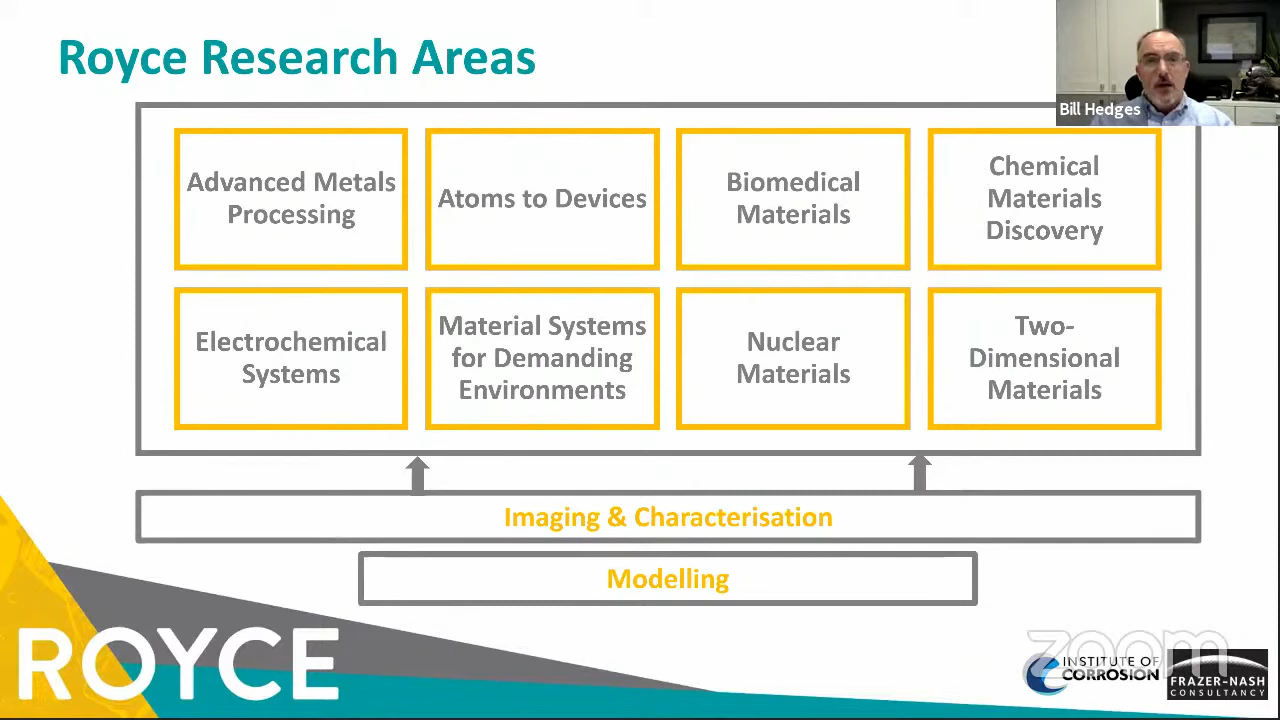 Royce Research Areas
Bill Hedges
Advanced Metals
Processing
Atoms to Devices
Biomedical
Materials
Chemical
Materials
Discovery
Electrochemical
Systems
Material Systems
for Demanding
Environments
Nuclear
Materials
Two-
Dimensional
Materials
Imaging & Characterisation
Modelling
ROYCE
zoom
INSTITUTE OF
CORROSION
FRAZER-NASH
CONSULTANCY